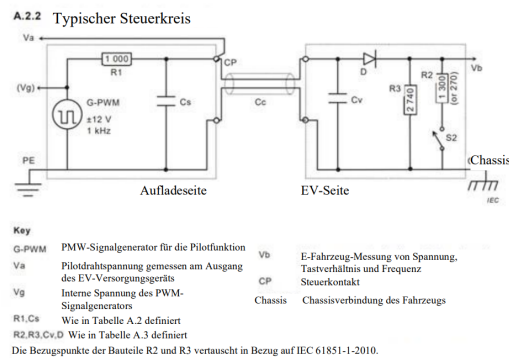 A.2.2 Typischer Steuerkreis
Va
1 000
R1
CP
D
Vb
R2
R3
(Vg)
G-PWM
±12 V
1 kHz
Cs
Cc
Cv
2 740
1 300
(or 270)
S2
PE
(Chassis
Aufladeseite
EV-Seite
IEC
Key
G-PWM PMW-Signalgenerator für die Pilotfunktion
Va Pilotdrahtspannung gemessen am Ausgang
des EV-Versorgungsgeräts
Vg Interne Spannung des PWM-
Signalgenerators
R1,Cs Wie in Tabelle A.2 definiert
R2,R3,Cv,D Wie in Tabelle A.3 definiert
Vb E-Fahrzeug-Messung von Spannung,
Tastverhältnis und Frequenz
CP Steuerkontakt
Chassis Chassisverbindung des Fahrzeugs
Die Bezugspunkte der Bauteile R2 und R3 vertauscht in Bezug auf IEC 61851-1-2010.